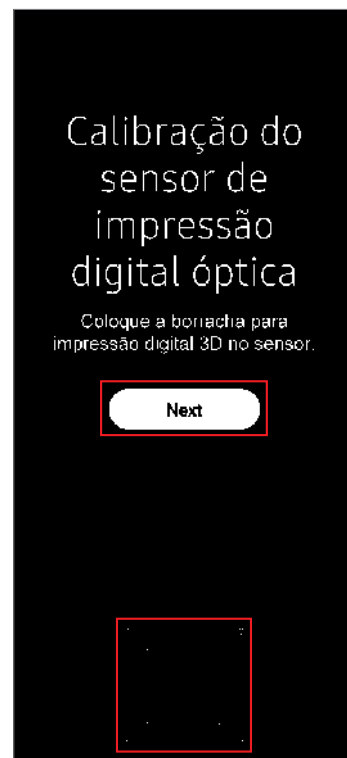 Calibração do
sensor de
impressão
digital óptica
Coloque a borracha para
impressão digital 3D no sensor.
Next